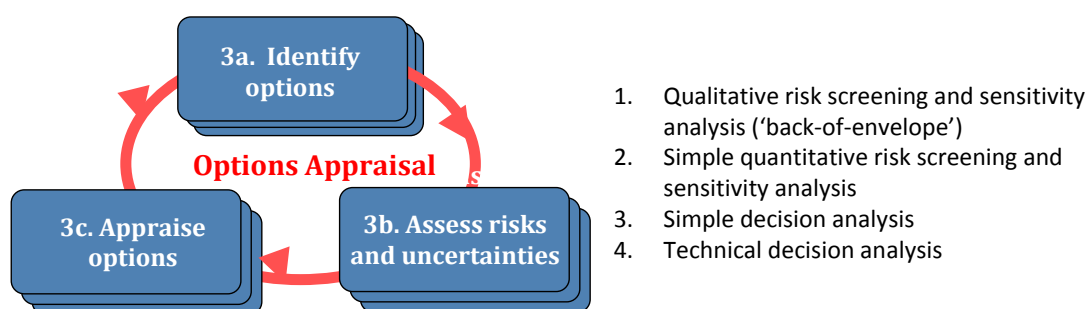 3a.  Identify
options
Options Appraisal
3c. Appraise
options
3b. Assess risks
and uncertainties
1. Qualitative risk screening and sensitivity
analysis (‘back-of-envelope’)
2. Simple quantitative risk screening and
sensitivity analysis
3. Simple decision analysis
4. Technical decision analysis